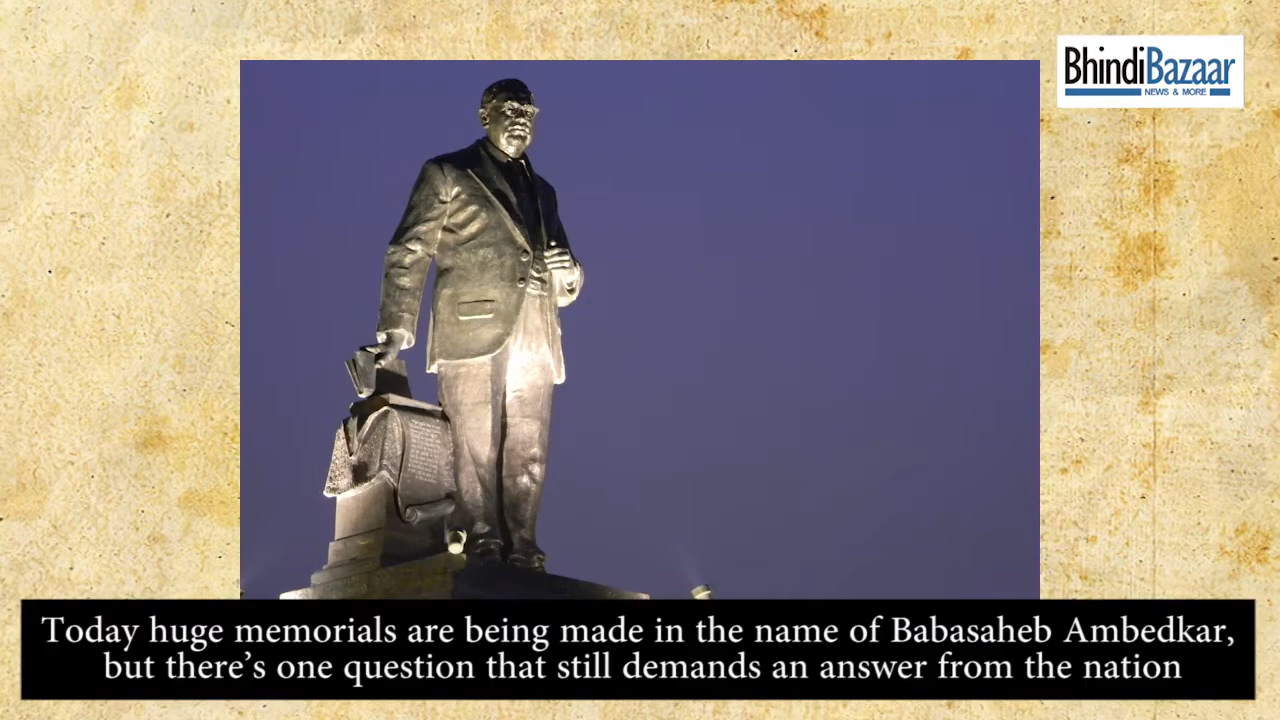 BhindiBazaar
NEWS & MORE
Today huge memorials are being made in the name of Babasaheb Ambedkar,
but there's one question that still demands an answer from the nation